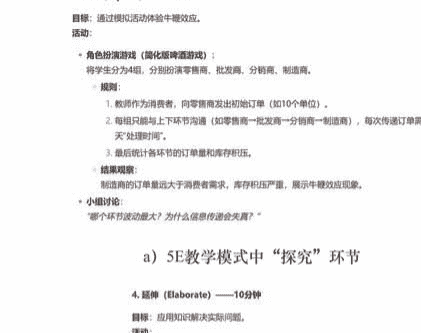 目标：通过模拟活动体验牛鞭效应。
活动：
角色扮演游戏（简化版啤酒游戏）：
将学生分为4组，分别扮演零售商、批发商、分销商、制造商。
规则：
1. 教师作为消费者，向零售商发出初始订单（如10个单位）。
2. 每组只能与上下环节沟通（如零售商→批发商→分销商→制造商），每次传递订单需
天"处理时间"。
3. 最后统计各环节的订单量和库存积压。
结果观察：
制造商的订单量远大于消费者需求，库存积压严重，展示牛鞭效应现象。
小组讨论：
"哪个环节波动最大？为什么信息传递会失真？"
a）5E教学模式中“探究”环节
4. 延伸（Elaborate）——10分钟
目标：应用知识解决实际问题。
活动：